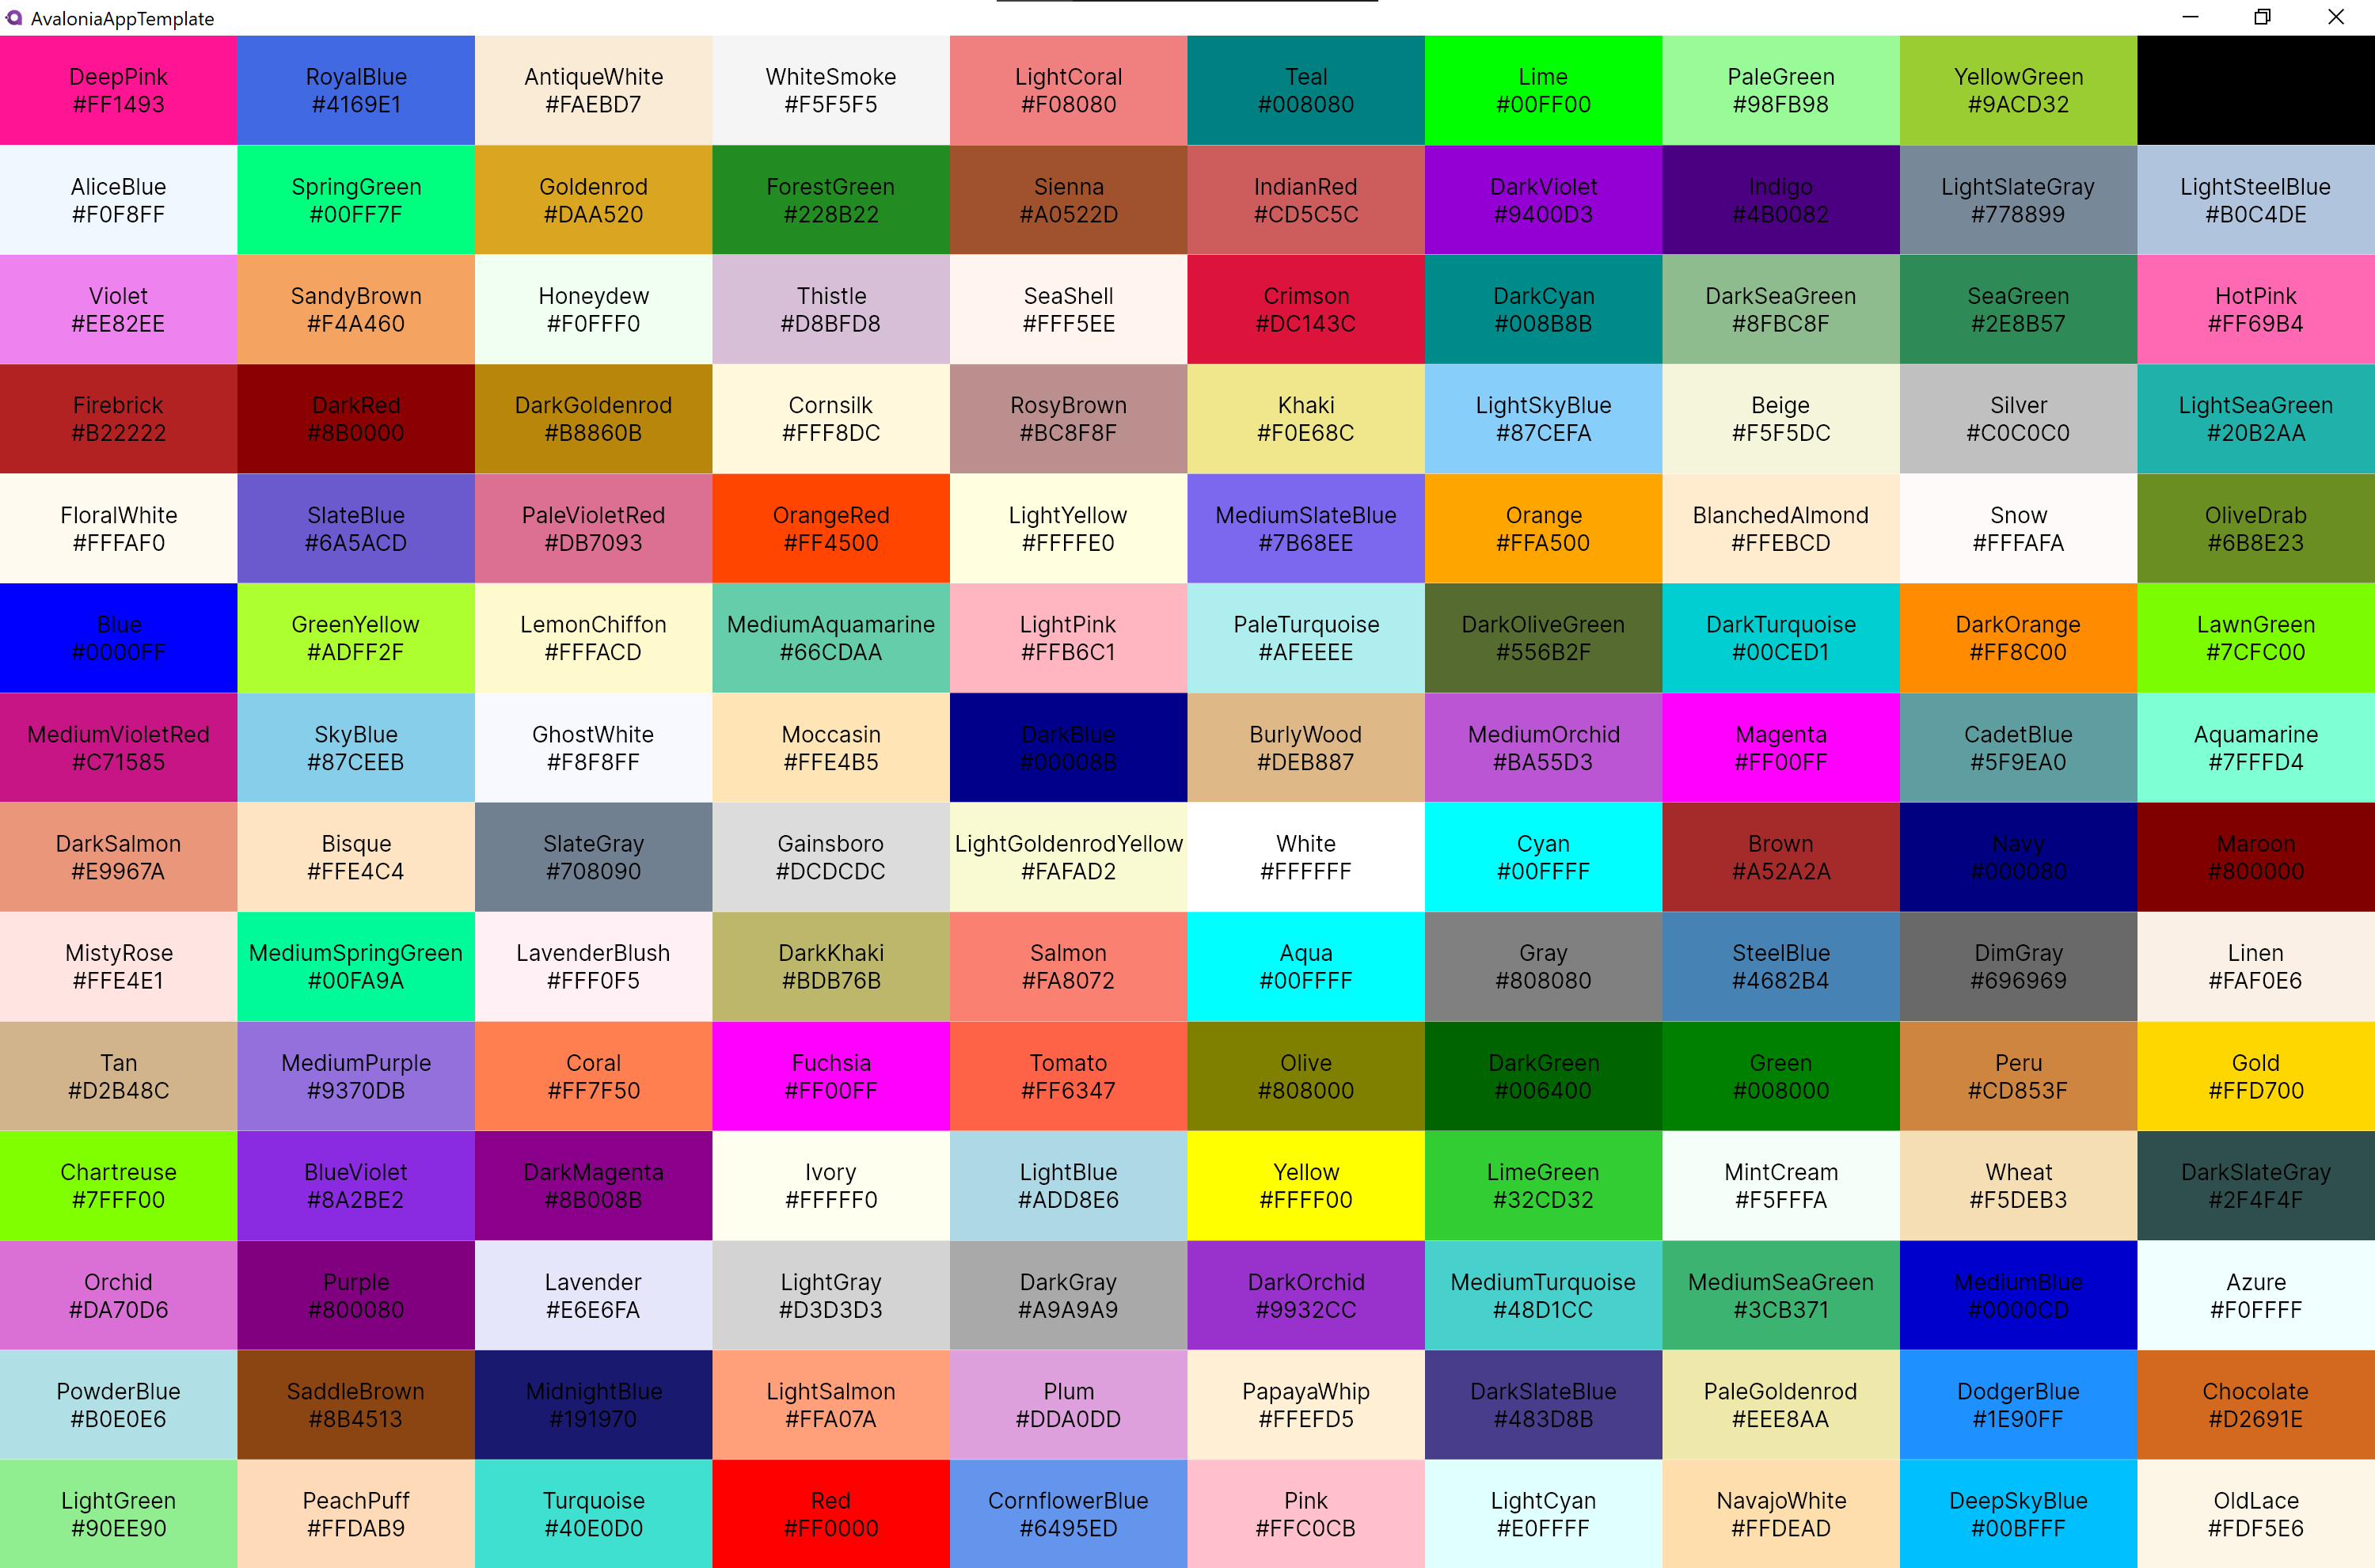 AvaloniaAppTemplate
DeepPink
#FF1493
RoyalBlue
#4169E1
AntiqueWhite
#FAEBD7
WhiteSmoke
#F5F5F5
LightCoral
#F08080
Teal
#008080
Lime
#00FF00
PaleGreen
#98FB98
YellowGreen
#9ACD32
AliceBlue
#F0F8FF
SpringGreen
#00FF7F
Goldenrod
#DAA520
ForestGreen
#228B22
Sienna
#A0522D
IndianRed
#CD5C5C
DarkViolet
#9400D3
Indigo
#4B0082
LightSlateGray
#778899
LightSteelBlue
#B0C4DE
Violet
#EE82EE
SandyBrown
#F4A460
Honeydew
#F0FFF0
Thistle
#D8BFD8
SeaShell
#FFF5EE
Crimson
#DC143C
DarkCyan
#008B8B
DarkSeaGreen
#8FBC8F
SeaGreen
#2E8B57
HotPink
#FF69B4
Firebrick
#B22222
DarkRed
#8B0000
DarkGoldenrod
#B8860B
Cornsilk
#FFF8DC
RosyBrown
#BC8F8F
Khaki
#F0E68C
LightSkyBlue
#87CEFA
Beige
#F5F5DC
Silver
#C0C0C0
LightSeaGreen
#20B2AA
FloralWhite
#FFFAF0
SlateBlue
#6A5ACD
PaleVioletRed
#DB7093
OrangeRed
#FF4500
LightYellow
#FFFFE0
MediumSlateBlue
#7B68EE
Orange
#FFA500
BlanchedAlmond
#FFEBCD
Snow
#FFFAFA
OliveDrab
#6B8E23
Blue
#0000FF
GreenYellow
#ADFF2F
LemonChiffon
#FFFACD
MediumAquamarine
#66CDAA
LightPink
#FFB6C1
PaleTurquoise
#AFEEEE
DarkOliveGreen
#556B2F
DarkTurquoise
#00CED1
DarkOrange
#FF8C00
LawnGreen
#7CFC00
MediumVioletRed
#C71585
SkyBlue
#87CEEB
GhostWhite
#F8F8FF
Moccasin
#FFE4B5
DarkBlue
#00008B
BurlyWood
#DEB887
MediumOrchid
#BA55D3
Magenta
#FF00FF
CadetBlue
#5F9EA0
Aquamarine
#7FFFD4
DarkSalmon
#E9967A
Bisque
#FFE4C4
SlateGray
#708090
Gainsboro
#DCDCDC
LightGoldenrodYellow
#FAFAD2
White
#FFFFFF
Cyan
#00FFFF
Brown
#A52A2A
Navy
#000080
Maroon
#800000
MistyRose
#FFE4E1
MediumSpringGreen
#00FA9A
LavenderBlush
#FFF0F5
DarkKhaki
#BDB76B
Salmon
#FA8072
Aqua
#00FFFF
Gray
#808080
SteelBlue
#4682B4
DimGray
#696969
Linen
#FAF0E6
Tan
#D2B48C
MediumPurple
#9370DB
Coral
#FF7F50
Fuchsia
#FF00FF
Tomato
#FF6347
Olive
#808000
DarkGreen
#006400
Green
#008000
Peru
#CD853F
Gold
#FFD700
Chartreuse
#7FFF00
BlueViolet
#8A2BE2
DarkMagenta
#8B008B
Ivory
#FFFFF0
LightBlue
#ADD8E6
Yellow
#FFFF00
LimeGreen
#32CD32
MintCream
#F5FFFA
Wheat
#F5DEB3
DarkSlateGray
#2F4F4F
Orchid
#DA70D6
Purple
#800080
Lavender
#E6E6FA
LightGray
#D3D3D3
DarkGray
#A9A9A9
DarkOrchid
#9932CC
MediumTurquoise
#48D1CC
MediumSeaGreen
#3CB371
MediumBlue
#0000CD
Azure
#F0FFFF
PowderBlue
#B0E0E6
SaddleBrown
#8B4513
MidnightBlue
#191970
LightSalmon
#FFA07A
Plum
#DDA0DD
PapayaWhip
#FFEFD5
DarkSlateBlue
#483D8B
PaleGoldenrod
#EEE8AA
DodgerBlue
#1E90FF
Chocolate
#D2691E
LightGreen
#90EE90
PeachPuff
#FFDAB9
Turquoise
#40E0D0
Red
#FF0000
CornflowerBlue
#6495ED
Pink
#FFC0CB
LightCyan
#E0FFFF
NavajoWhite
#FFDEAD
DeepSkyBlue
#00BFFF
OldLace
#FDF5E6